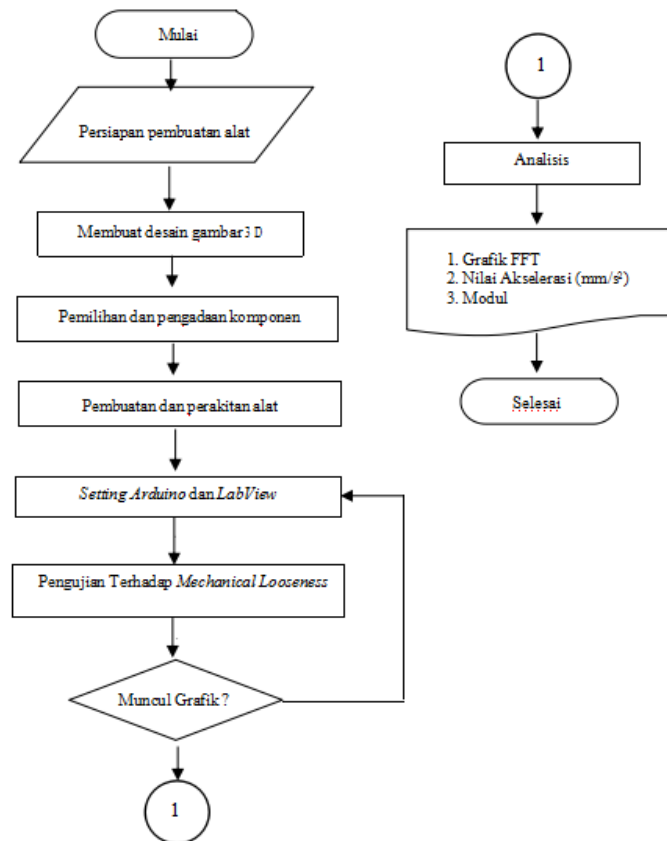 Mulai
Persiapan pembuatan alat
Membuat desain gambar 3 D
Pemilihan dan pengadaan komponen
Pembuatan dan perakitan alat
Setting Arduino dan LabView
Pengujian Terhadap Mechanical Looseness
Muncul Grafik ?
1
1
Analisis
1. Grafik FFT
2. Nilai Akselerasi (mm/s²)
3. Modul
Selesai